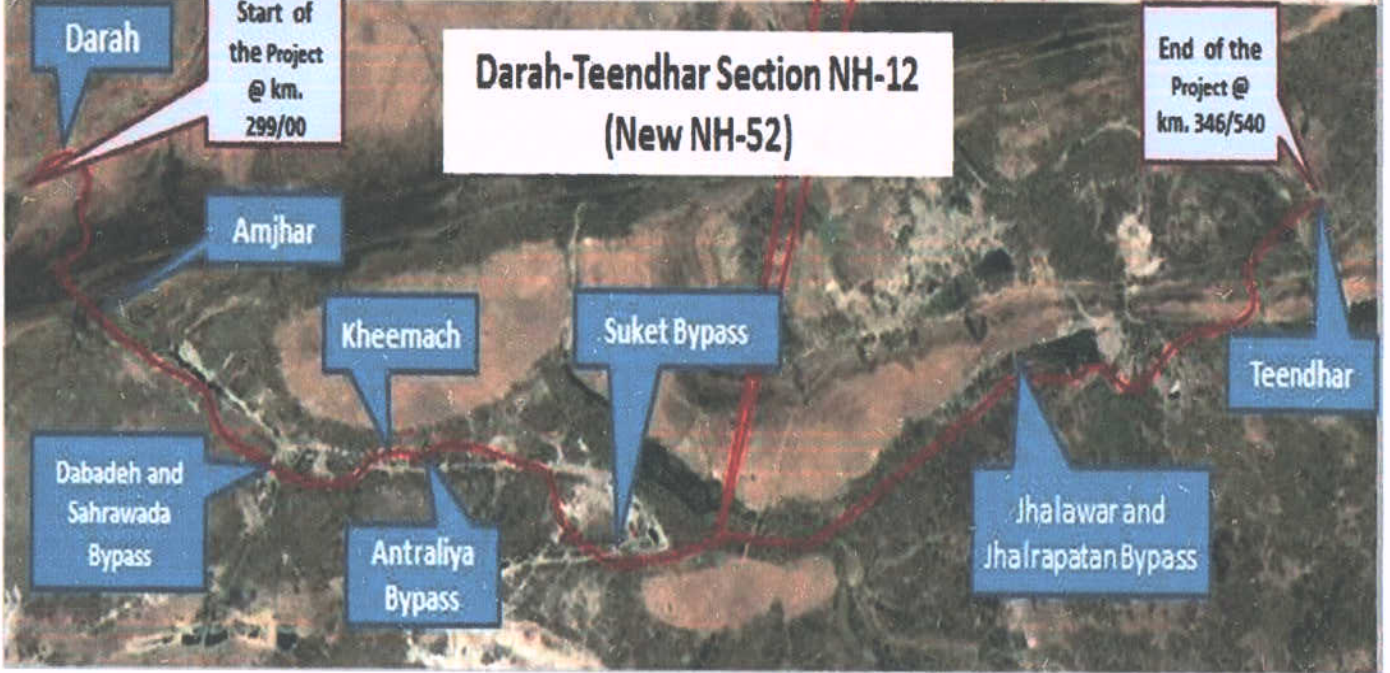 Darah
Start of
the Project
@ km.
299/00
Darah-Teendhar Section NH-12
(New NH-52)
End of the
Project @
km. 346/540
Amjhar
Kheemach
Suket Bypass
Teendhar
Dabadeh and
Sahrawada
Bypass
Antraliya
Bypass
Jhalawar and
Jhalrapatan Bypass